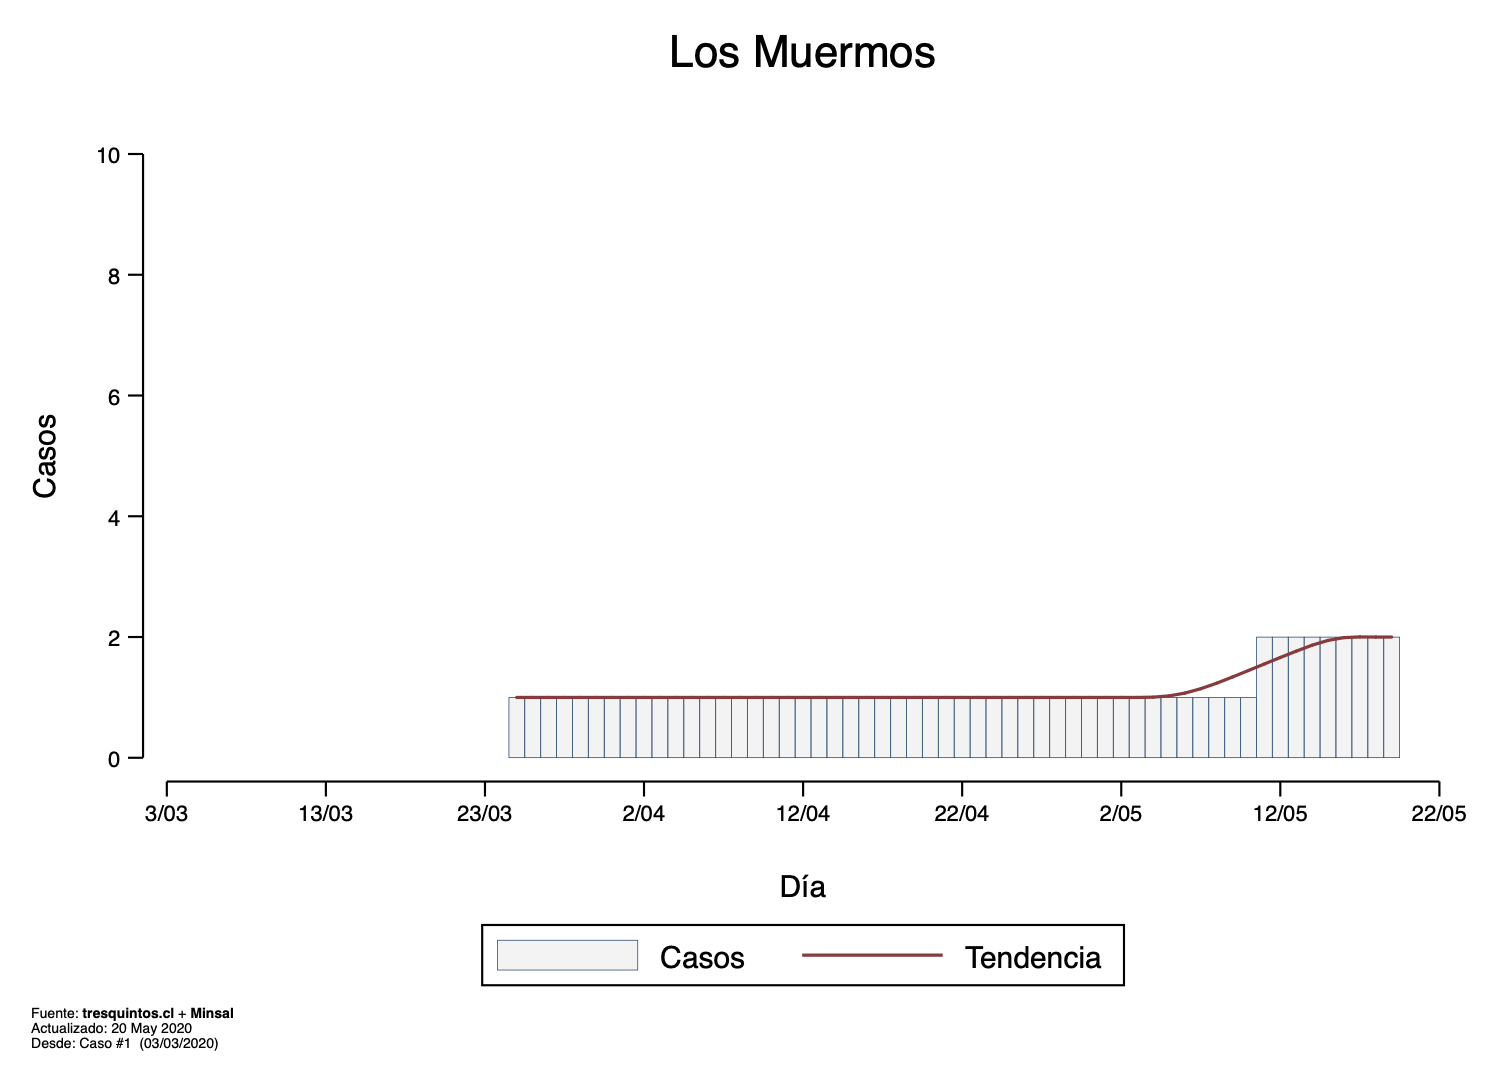 Los Muermos
Casos
10
8
6
4
2
0
3/03 13/03 23/03 2/04 12/04 22/04 2/05 12/05 22/05
Día
Casos Tendencia
Fuente: tresquintos.cl + Minsal
Actualizado: 20 May 2020
Desde: Caso #1 (03/03/2020)